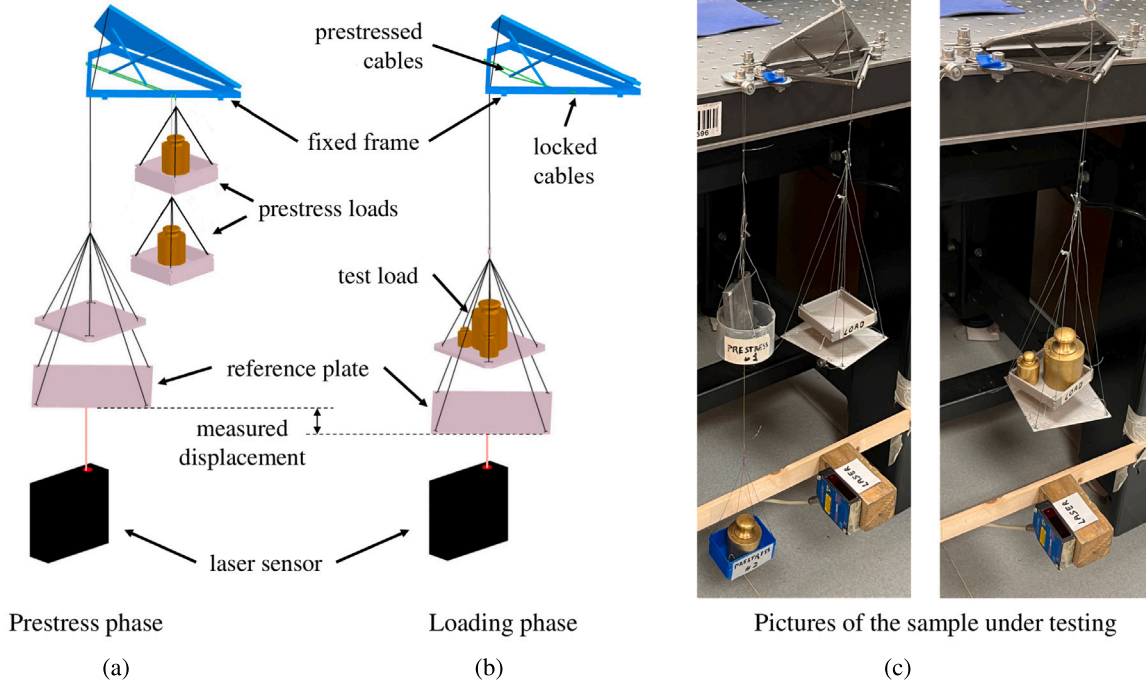 prestressed
cables
fixed frame
locked
cables
prestress loads
test load
reference plate
measured
displacement
laser sensor
Prestress phase
Loading phase
Pictures of the sample under testing
(a)
(b)
(c)
596
PRESTRESS
#1
LOAD
LASER
PRESTRESS
#2
LOAD
LASER